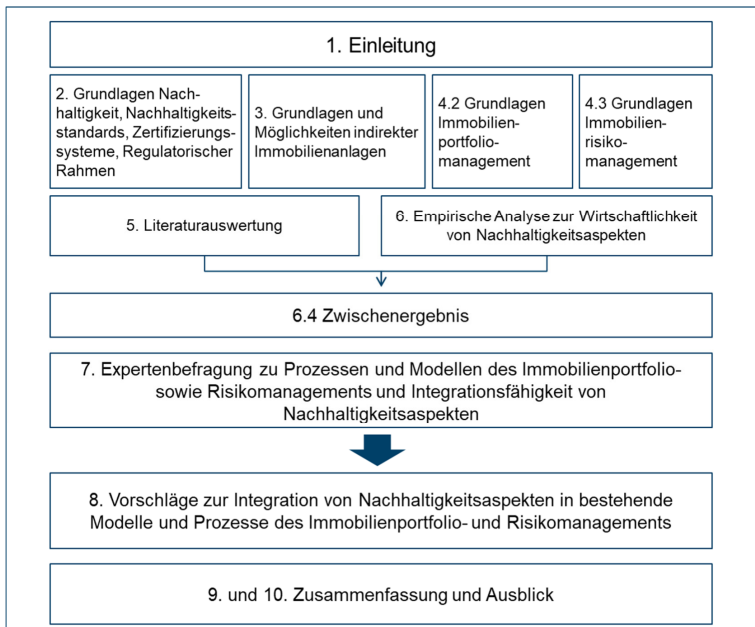 1. Einleitung
2. Grundlagen Nach-
haltigkeit, Nachhaltigkeits-
standards, Zertifizierungs-
systeme, Regulatorischer
Rahmen
3. Grundlagen und
Möglichkeiten indirekter
Immobilienanlagen
4.2 Grundlagen
Immobilien-
portfolio-
management
4.3 Grundlagen
Immobilien-
risiko-
management
5. Literaturauswertung
6. Empirische Analyse zur Wirtschaftlichkeit
von Nachhaltigkeitsaspekten
6.4 Zwischenergebnis
7. Expertenbefragung zu Prozessen und Modellen des Immobilienportfolio-
sowie Risikomanagements und Integrationsfähigkeit von
Nachhaltigkeitsaspekten
8. Vorschläge zur Integration von Nachhaltigkeitsaspekten in bestehende
Modelle und Prozesse des Immobilienportfolio- und Risikomanagements
9. und 10. Zusammenfassung und Ausblick